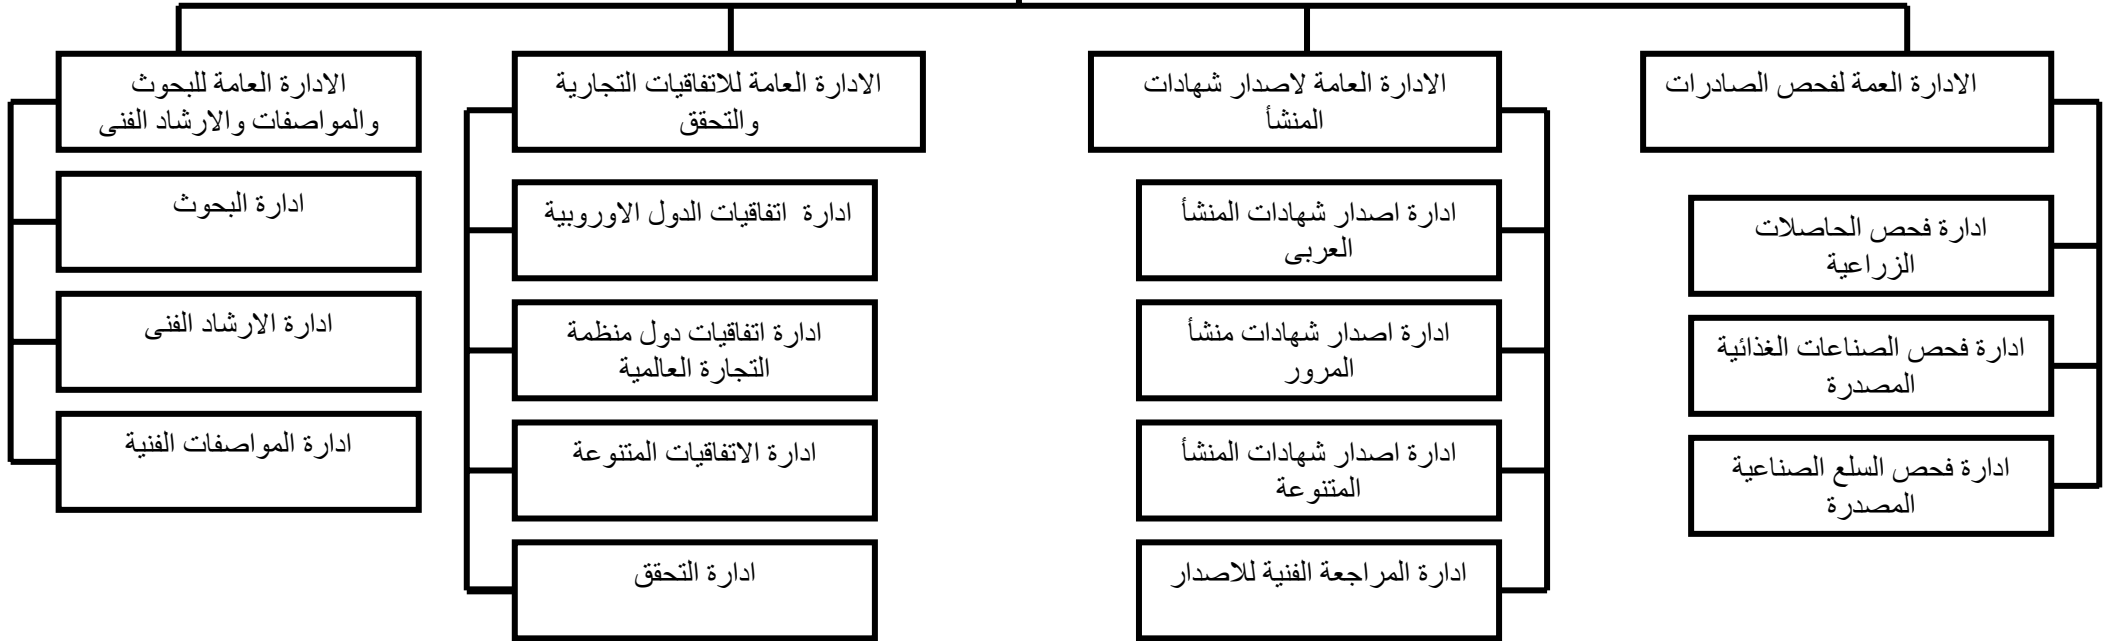 الادارة العمة لفحص الصادرات
ادارة فحص الحاصلات
الزراعية
ادارة فحص الصناعات الغذائية
المصدرة
ادارة فحص السلع الصناعية
المصدرة
الادارة العامة لاصدار شهادات
المنشأ
ادارة اصدار شهادات المنشأ
العربى
ادارة اصدار شهادات منشأ
المرور
ادارة اصدار شهادات المنشأ
المتنوعة
ادارة المراجعة الفنية للاصدار
الادارة العامة للاتفاقيات التجارية
والتحقق
ادارة اتفاقيات الدول الاوروبية
ادارة اتفاقيات دول منظمة
التجارة العالمية
ادارة الاتفاقيات المتنوعة
ادارة التحقق
الادارة العامة للبحوث
والمواصفات والارشاد الفنى
ادارة البحوث
ادارة الارشاد الفنى
ادارة المواصفات الفنية